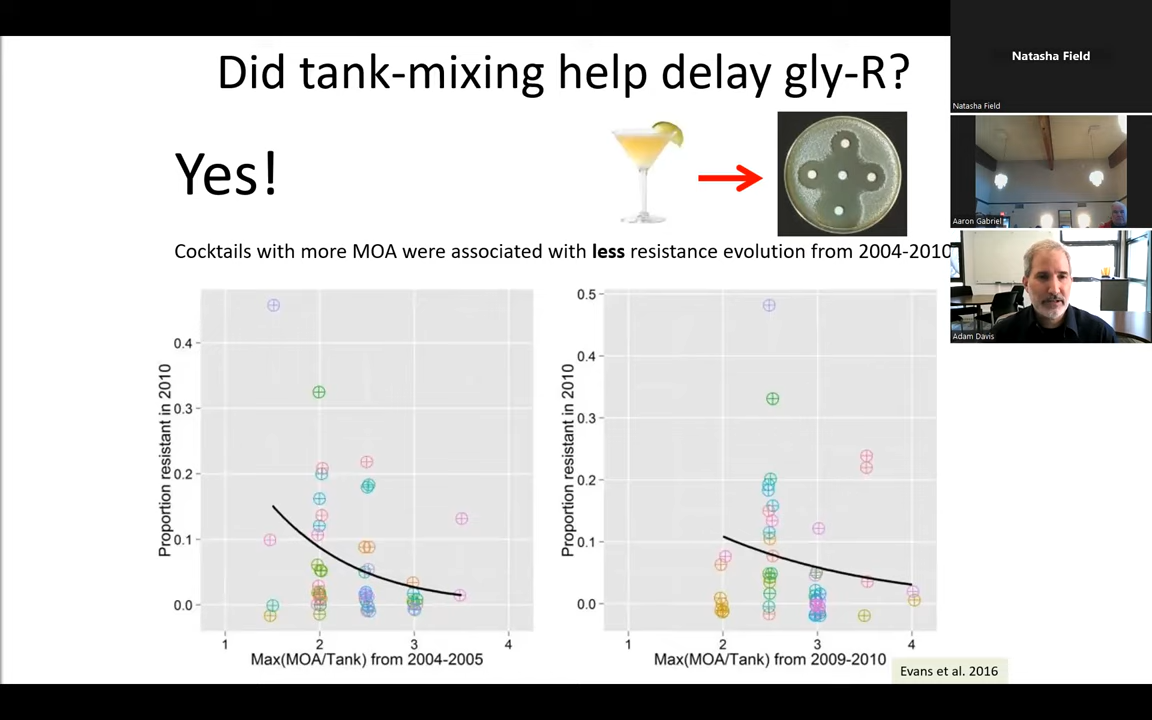 Did tank-mixing help delay gly-R?
Yes!
Cocktails with more MOA were associated with less resistance evolution from 2004-2010
Proportion resistant in 2010
0.4
0.3
0.2
0.1
0.0
1 2 3 4
Max(MOA/Tank) from 2004-2005
Proportion resistant in 2010
0.5
0.4
0.3
0.2
0.1
0.0
1 2 3 4
Max(MOA/Tank) from 2009-2010
Evans et al. 2016
Natasha Field
Natasha Field
Aaron Gabriel
Adam Davis